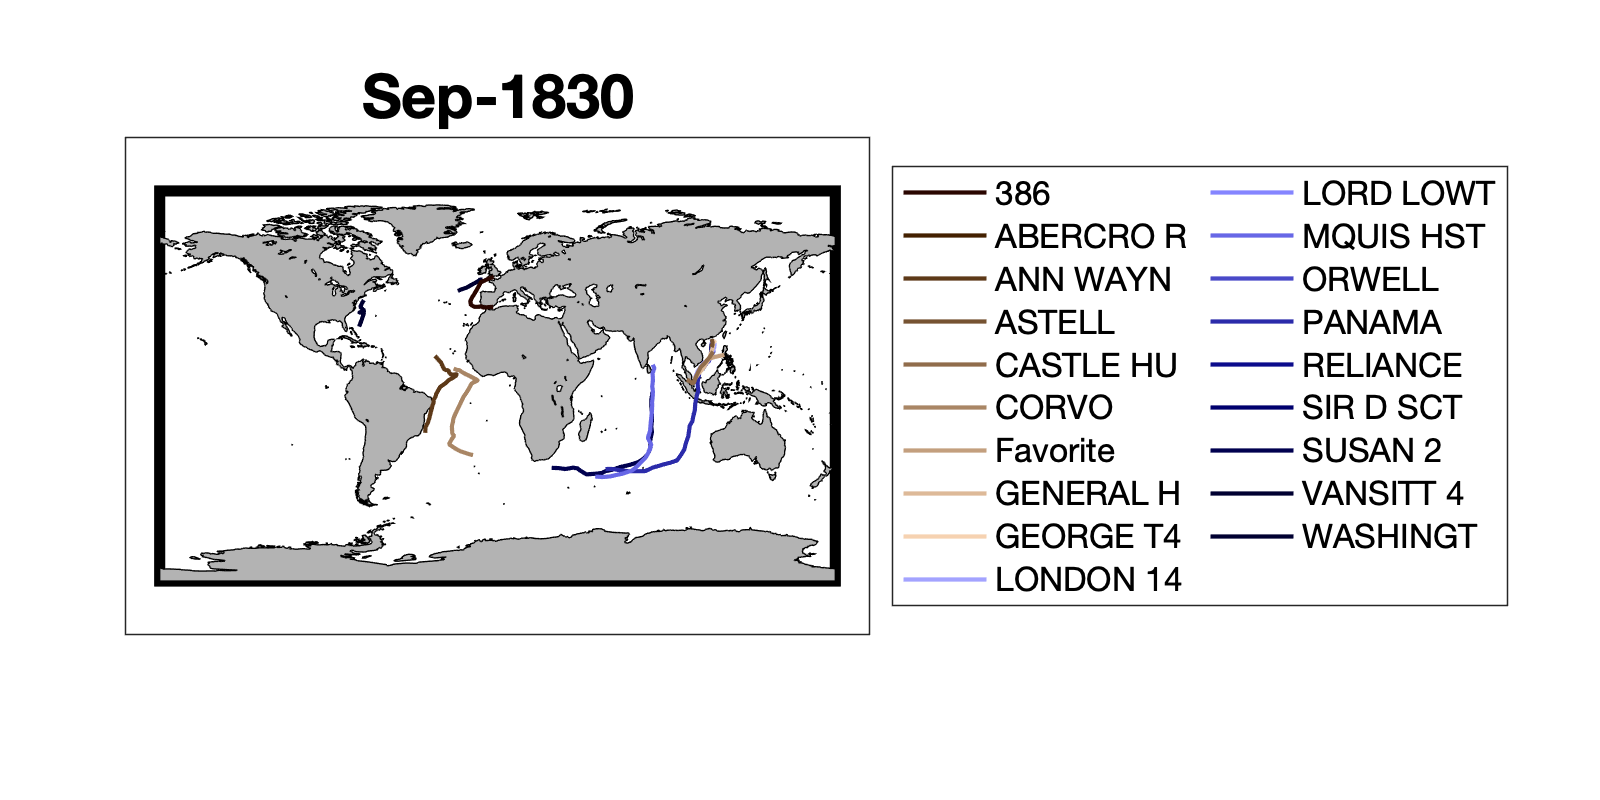 Sep-1830
386
ABERCRO R
ANN WAYN
ASTELL
CASTLE HU
CORVO
Favorite
GENERAL H
GEORGE T4
LONDON 14
LORD LOWT
MQUIS HST
ORWELL
PANAMA
RELIANCE
SIR D SCT
SUSAN 2
VANSITT 4
WASHINGT